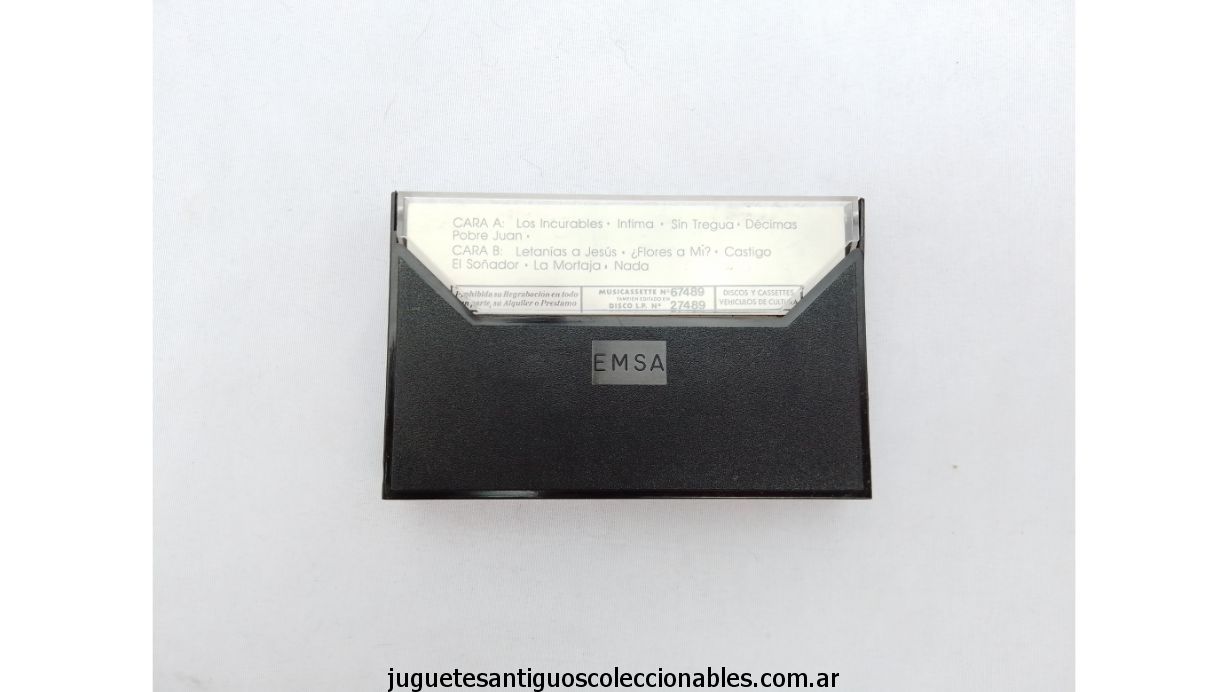 CARA A: Los Incurables • Intima • Sin Tregua • Décimas
Pobre Juan •
CARA B: Letanías a Jesús • ¿Flores a Mi? • Castigo
El Soñador • La Mortaja • Nada
Prohibida su Regrabación en todo
o en parte, su Alquiler o Prestamo
MUSICASSETTE Nº 67489
TAMBIEN EDITADO EN
DISCO L.P. Nº 27489
DISCOS Y CASSETTES
VEHICULOS DE CULTURA
EMSA
juguetesantiguoscoleccionables.com.ar